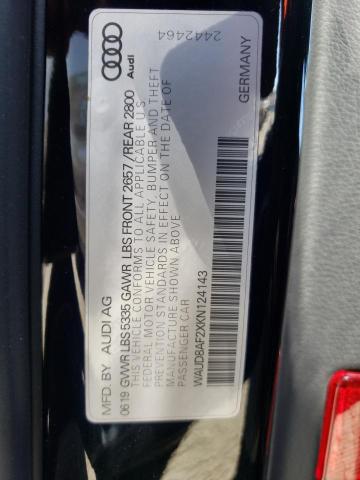 Audi
2442464
MFD. BY AUDI AG
0619 GVWR LBS 5335 GAWR LBS FRONT 2657 / REAR 2800
THIS VEHICLE CONFORMS TO ALL APPLICABLE U.S.
FEDERAL MOTOR VEHICLE SAFETY, BUMPER AND THEFT
PREVENTION STANDARDS IN EFFECT ON THE DATE OF
MANUFACTURE SHOWN ABOVE
PASSENGER CAR
WAUD8AF2XKN124143
GERMANY